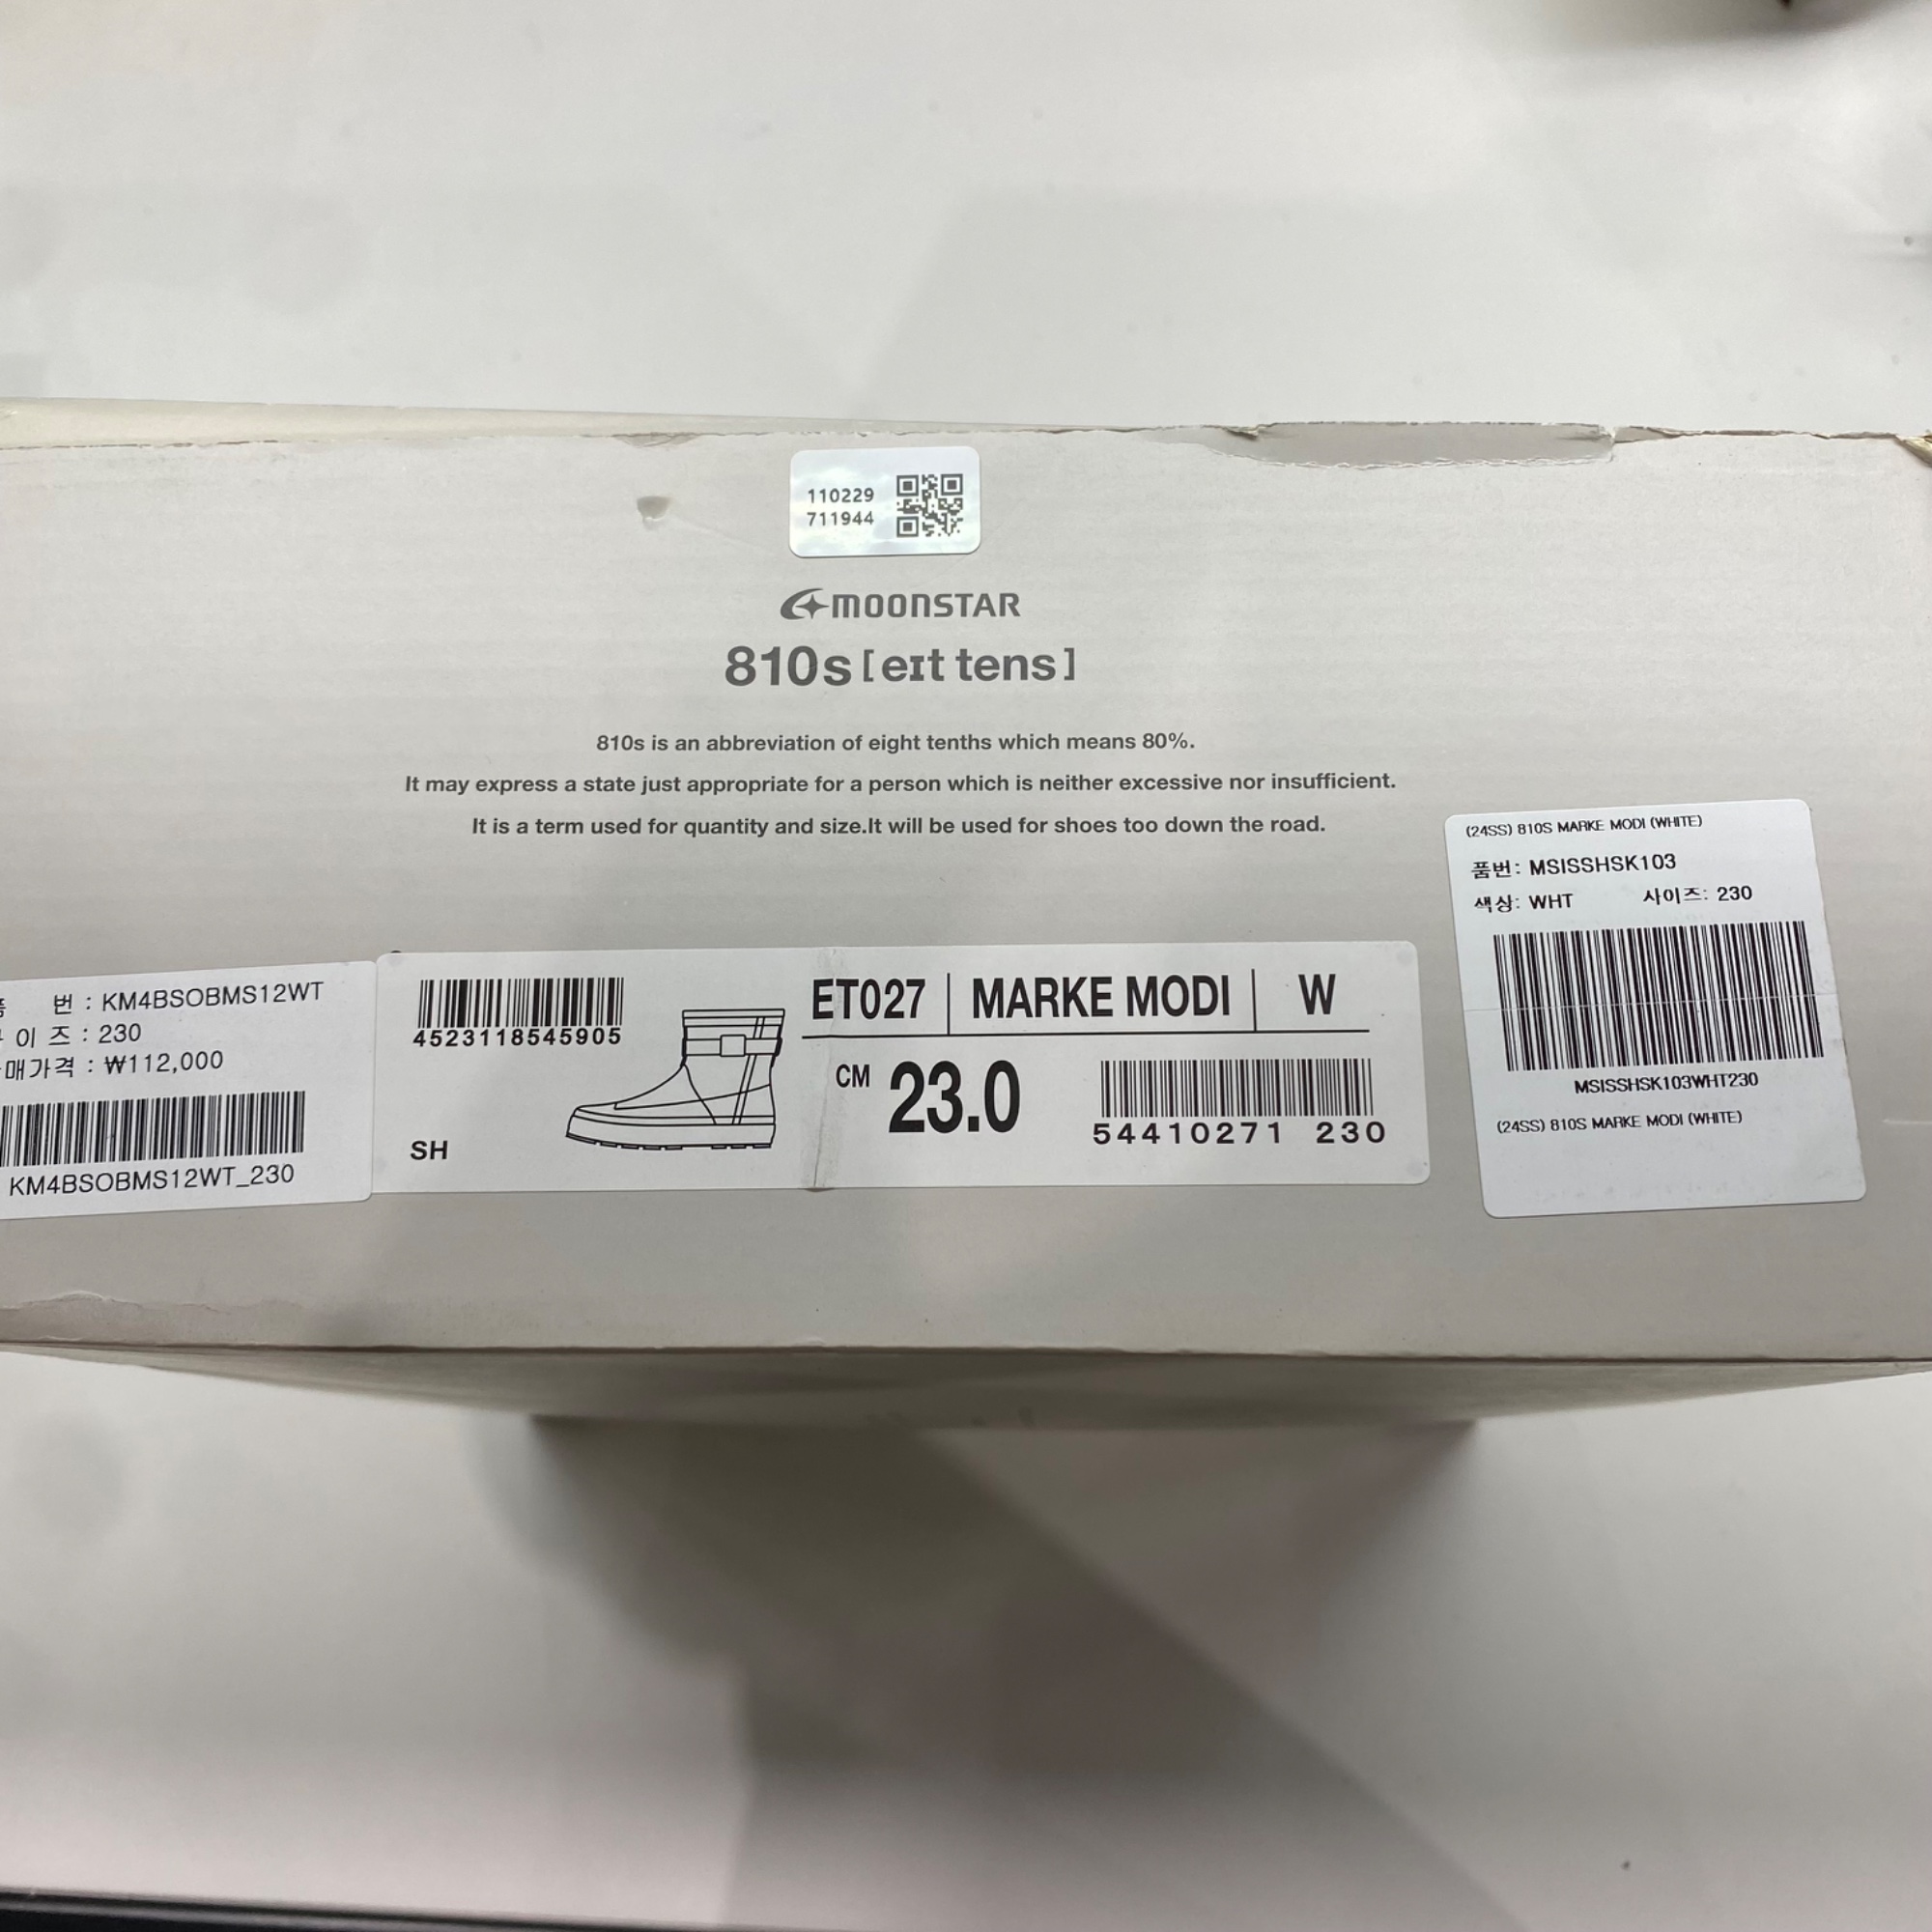 110229
711944
MOONSTAR
810s [eɪt tens]
810s is an abbreviation of eight tenths which means 80%.
It may express a state just appropriate for a person which is neither excessive nor insufficient.
It is a term used for quantity and size.It will be used for shoes too down the road.
번 : KM4BSOBMS12WT
이 즈 : 230
매가격 : ₩112,000
KM4BSOBMS12WT_230
4523118545905
SH
ET027 MARKE MODI W
CM 23.0
54410271 230
(24SS) 810S MARKE MODI (WHITE)
품번: MSISSHSK103
색상: WHT 사이즈: 230
MSISSHSK103WHT230
(24SS) 810S MARKE MODI (WHITE)